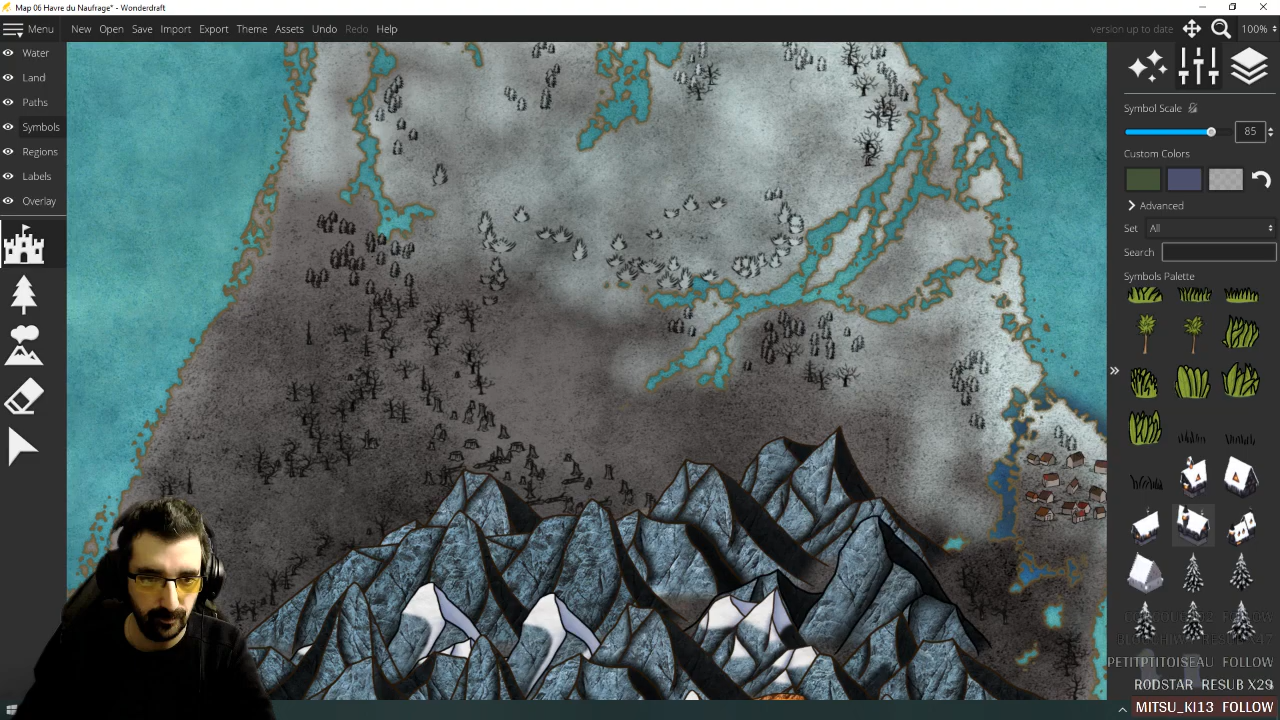 Map 06 Havre du Naufrage* - Wonderdraft
Menu New Open Save Import Export Theme Assets Undo Redo Help version up to date 100%
Water
Land
Paths
Symbols
Regions
Labels
Overlay
Symbol Scale
85
Custom Colors
Advanced
Set All
Search
Symbols Palette
PETITPTITOISEAU FOLLOW
RODSTAR RESUB X29
MITSU_KI13 FOLLOW